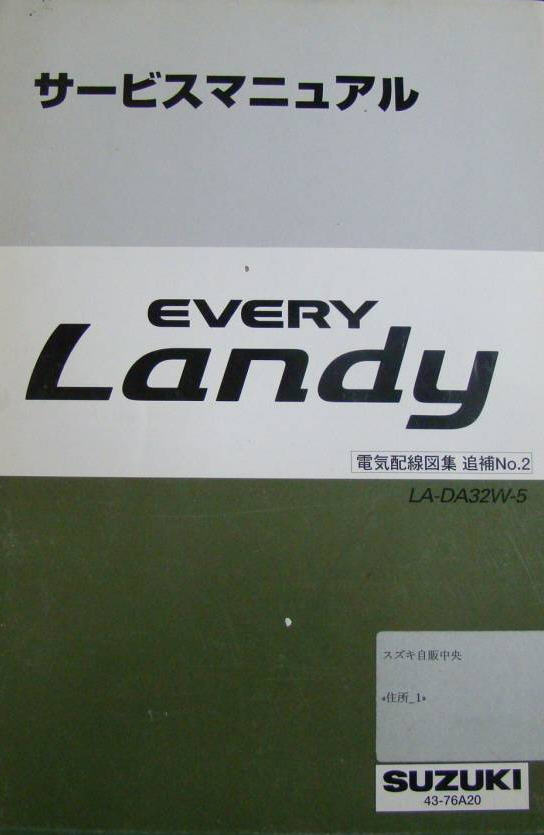 サービスマニュアル
EVERY
Landy
電気配線図集 追補No.2
LA-DA32W-5
スズキ自販中央
«住所_1»
SUZUKI
43-76A20